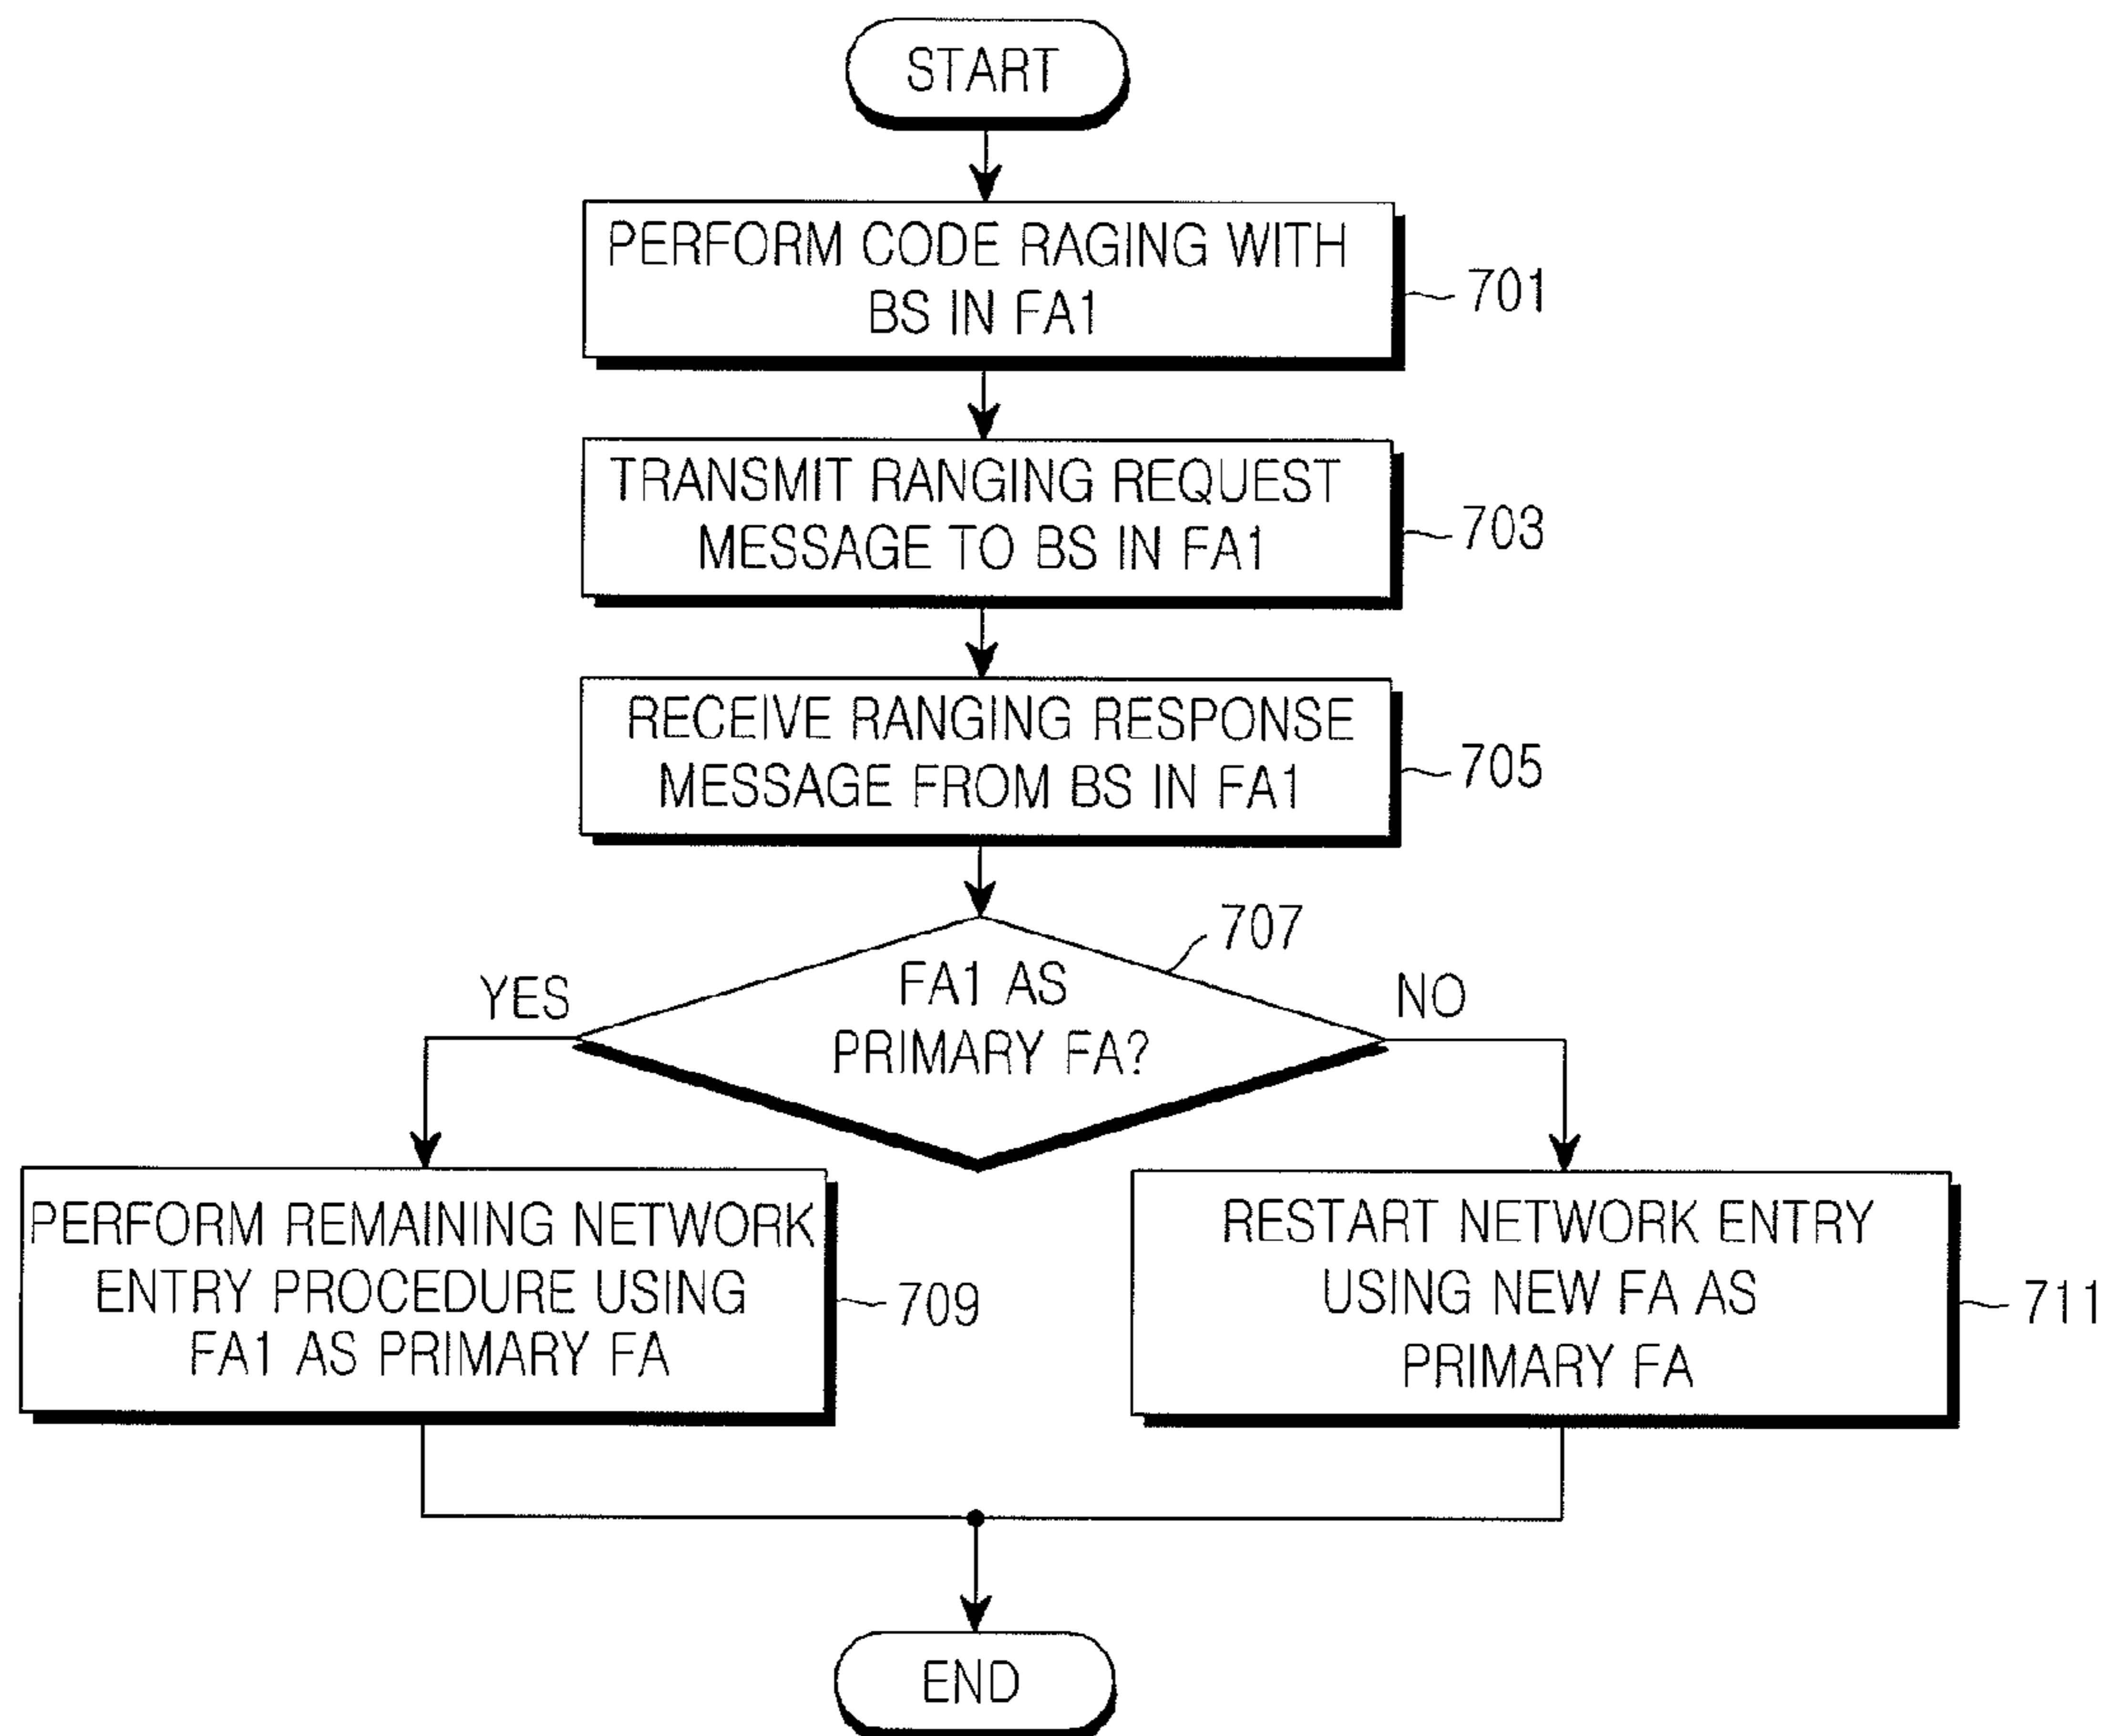 START
PERFORM CODE RAGING WITH
BS IN FA1
701
TRANSMIT RANGING REQUEST
MESSAGE TO BS IN FA1
703
RECEIVE RANGING RESPONSE
MESSAGE FROM BS IN FA1
705
707
FA1 AS
PRIMARY FA?
YES
NO
PERFORM REMAINING NETWORK
ENTRY PROCEDURE USING
FA1 AS PRIMARY FA
709
RESTART NETWORK ENTRY
USING NEW FA AS
PRIMARY FA
711
END